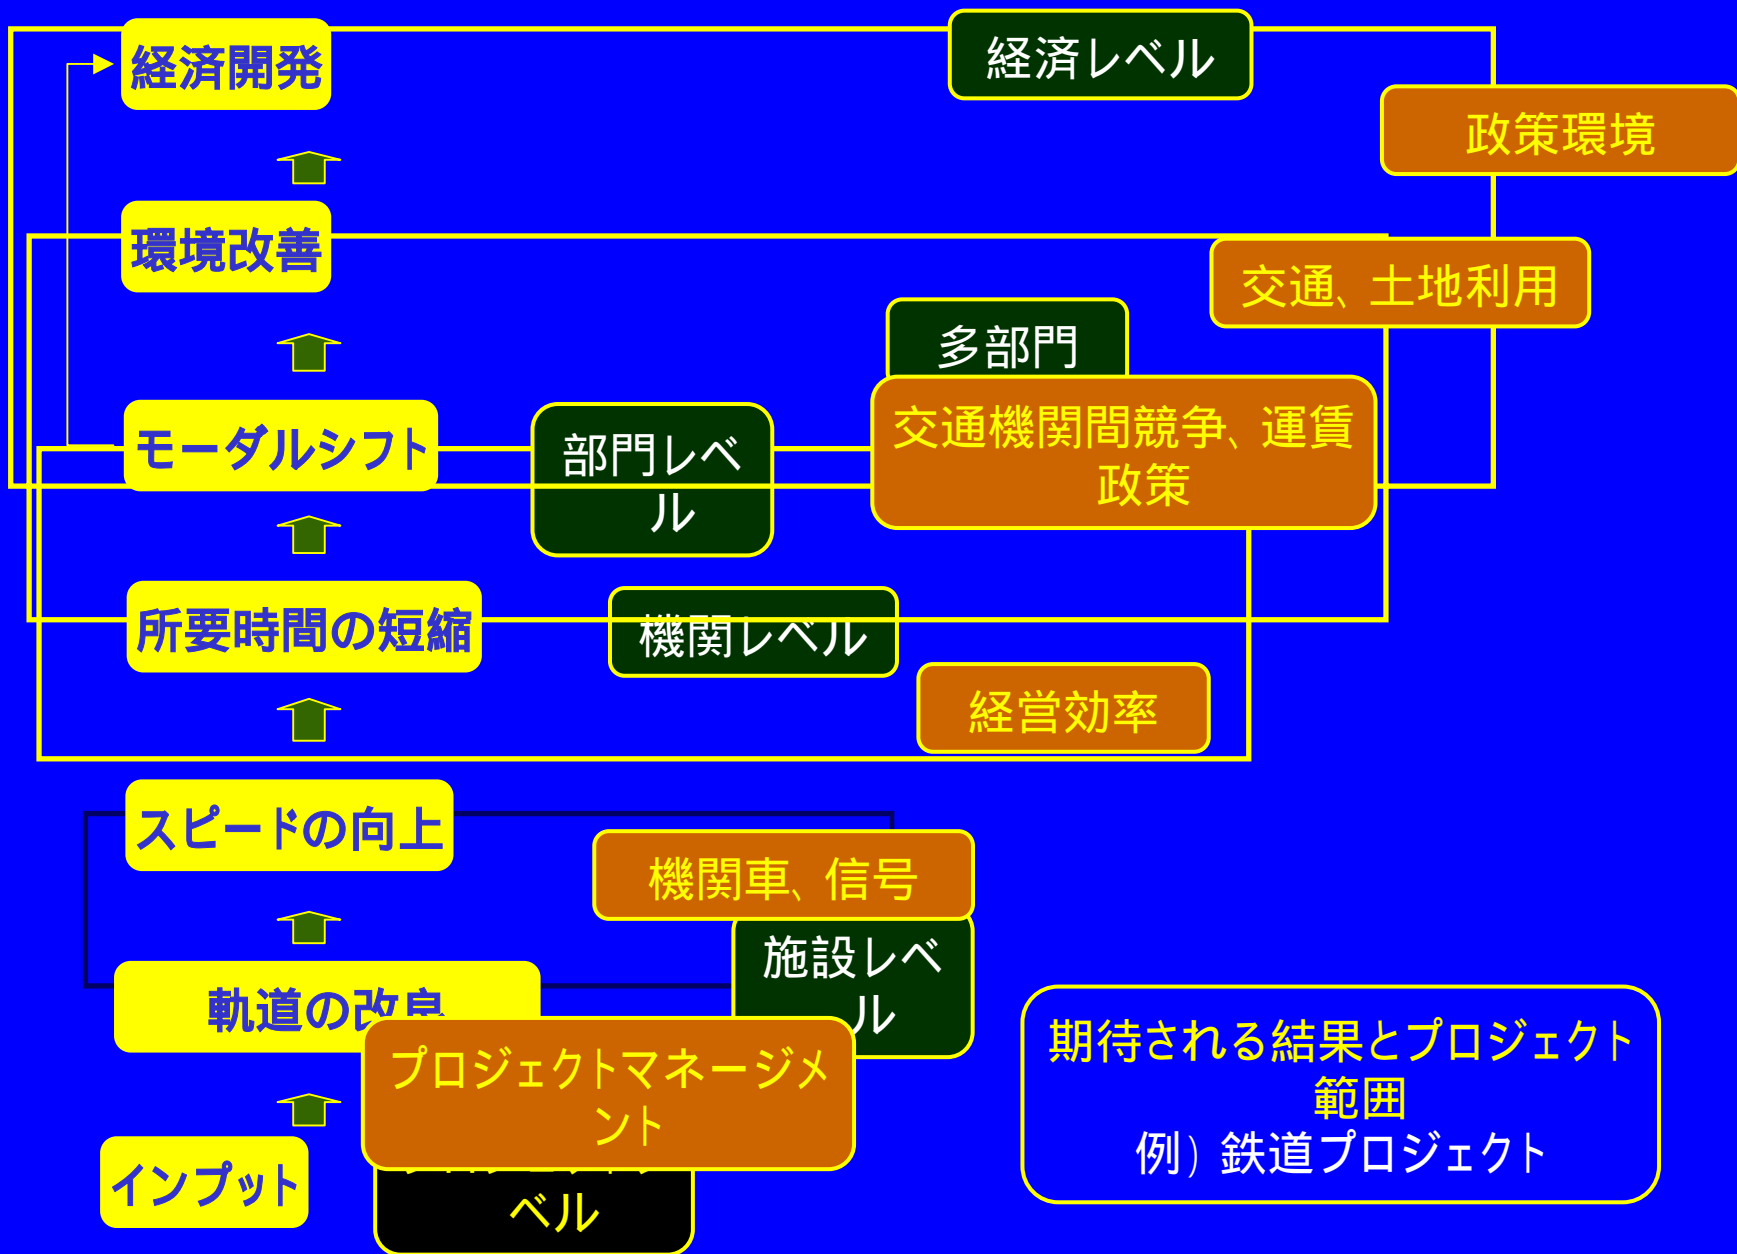 経済開発
経済レベル
政策環境
環境改善
交通、土地利用
多部門
モーダルシフト
部門レベ
ル
交通機関間競争、運賃
政策
所要時間の短縮
機関レベル
経営効率
スピードの向上
機関車、信号
施設レベ
ル
軌道の改良
プロジェクトマネージメ
ント
期待される結果とプロジェクト
範囲
例）鉄道プロジェクト
インプット
ベル